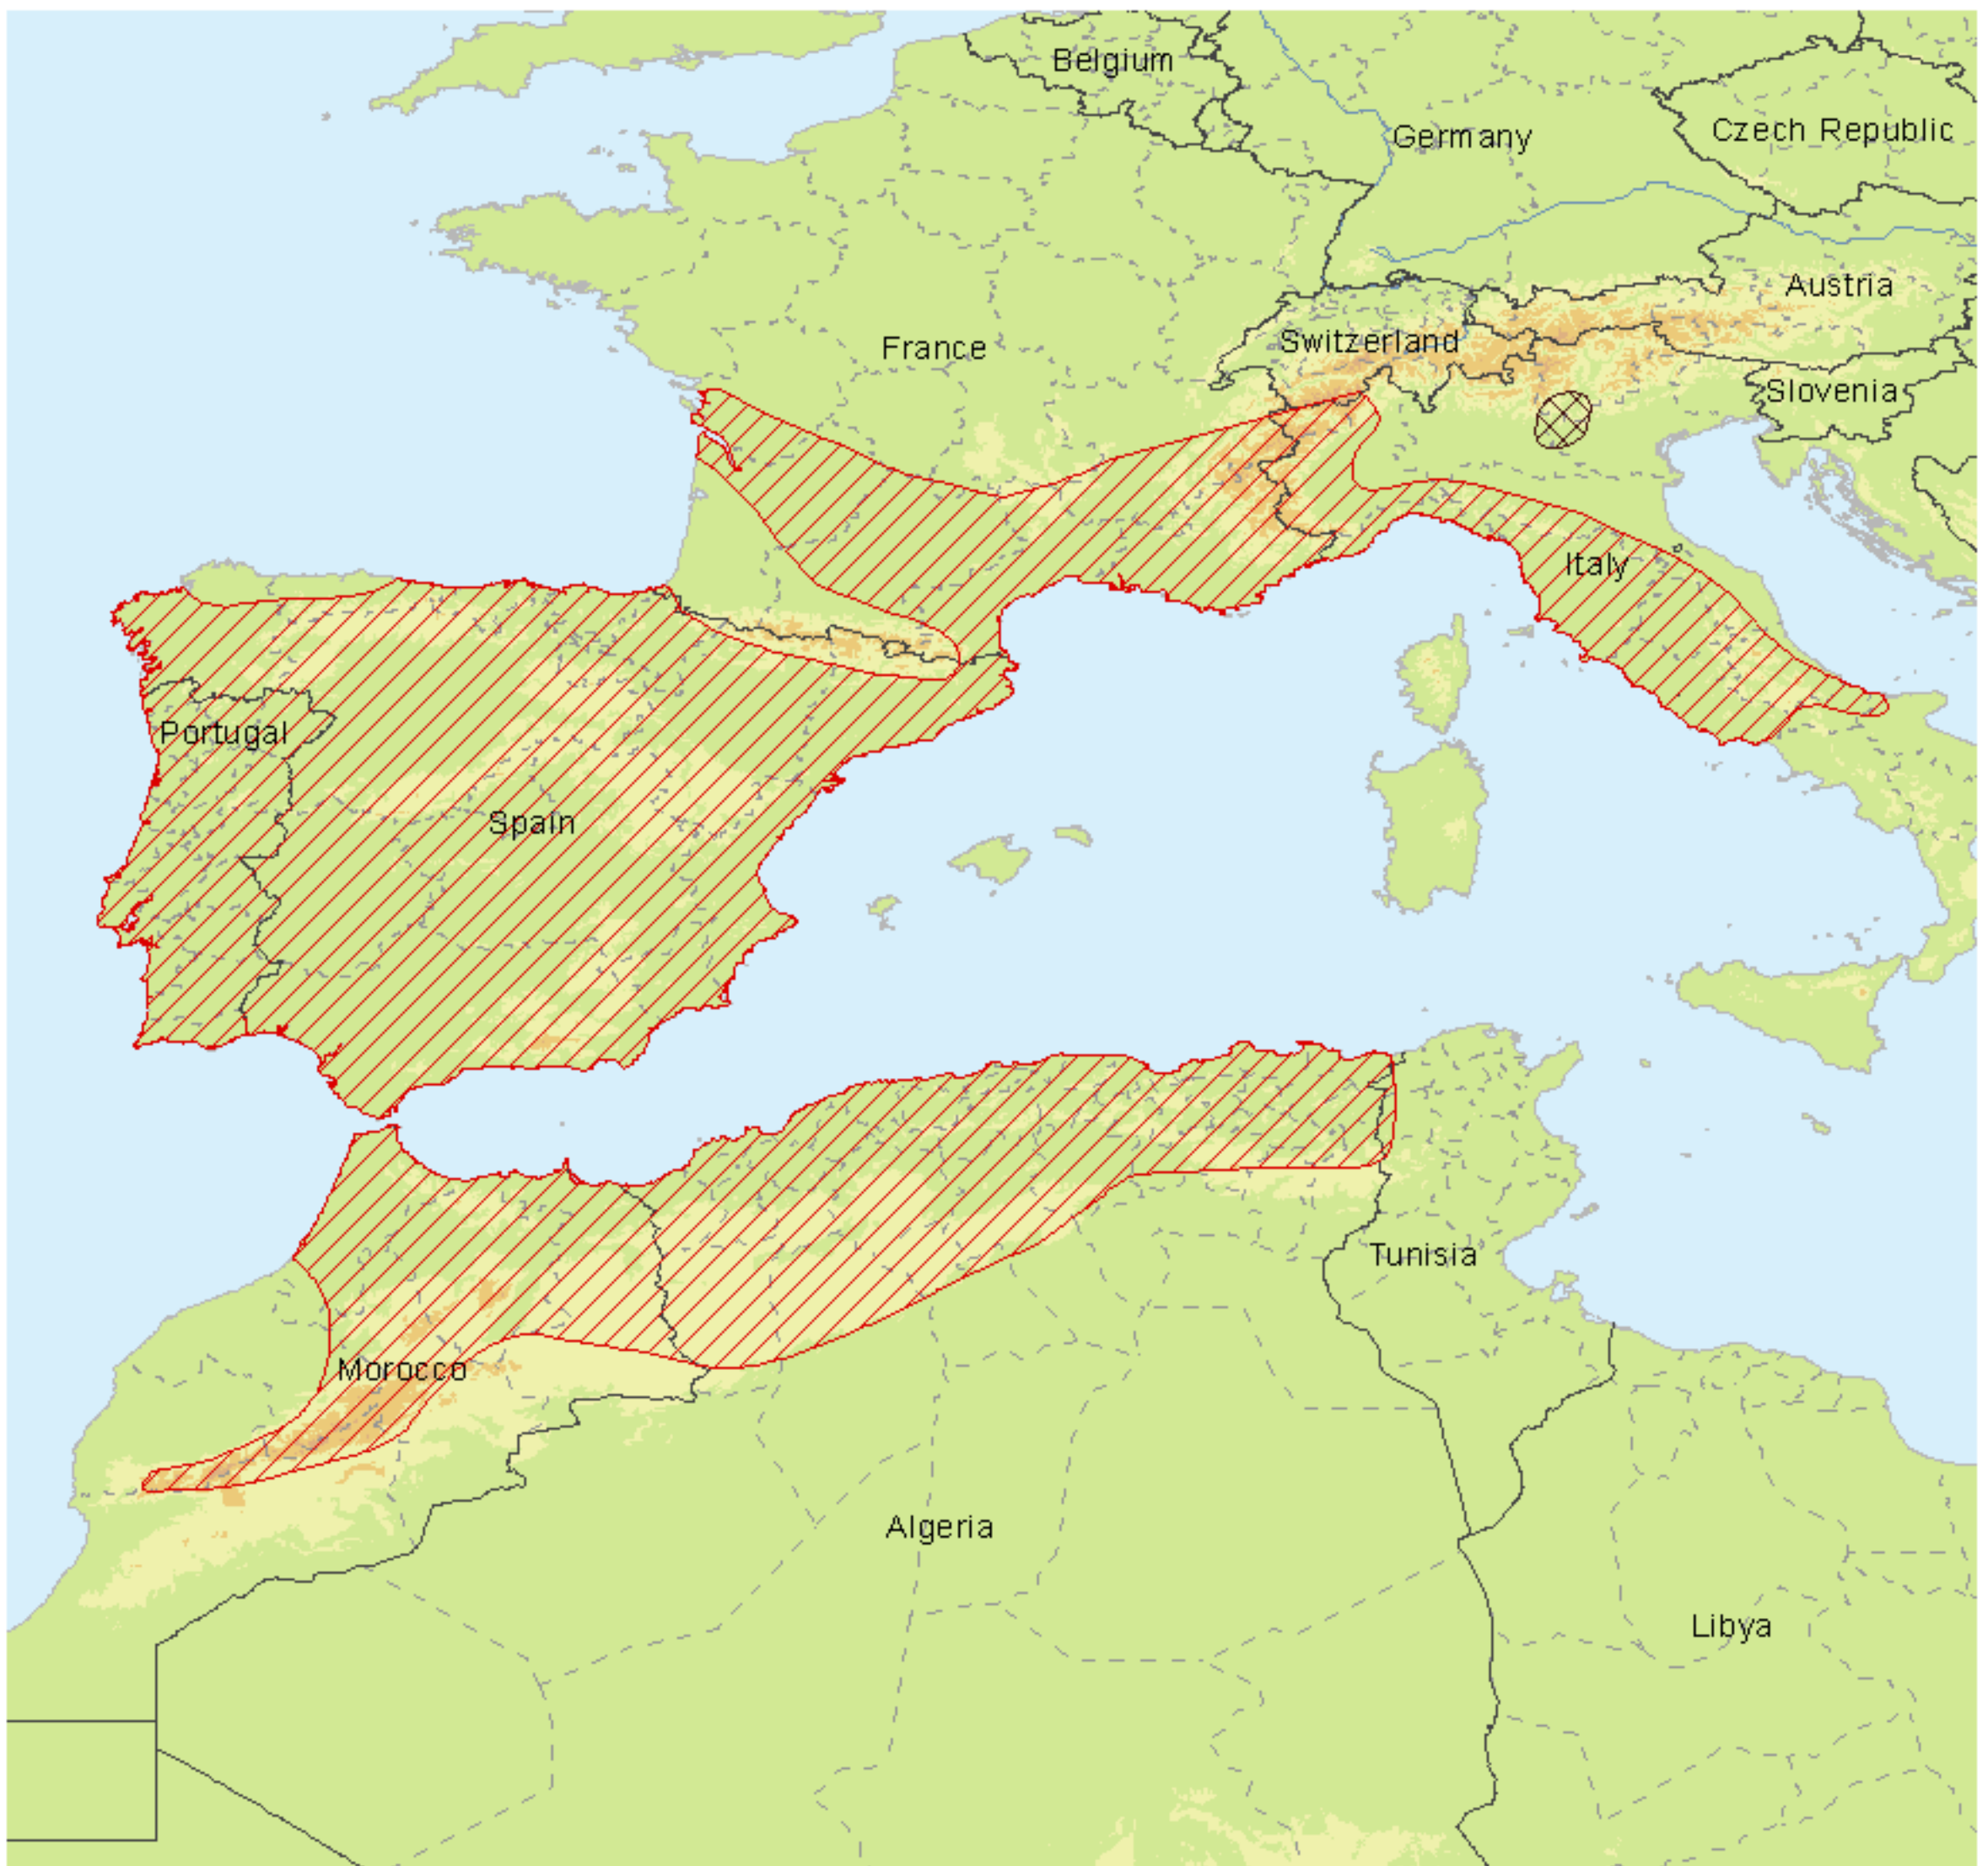 Belgium
Germany
Czech Republic
Austria
Switzerland
France
Slovenia
Italy
Portugal
Spain
Tunisia
Morocco
Algeria
Libya